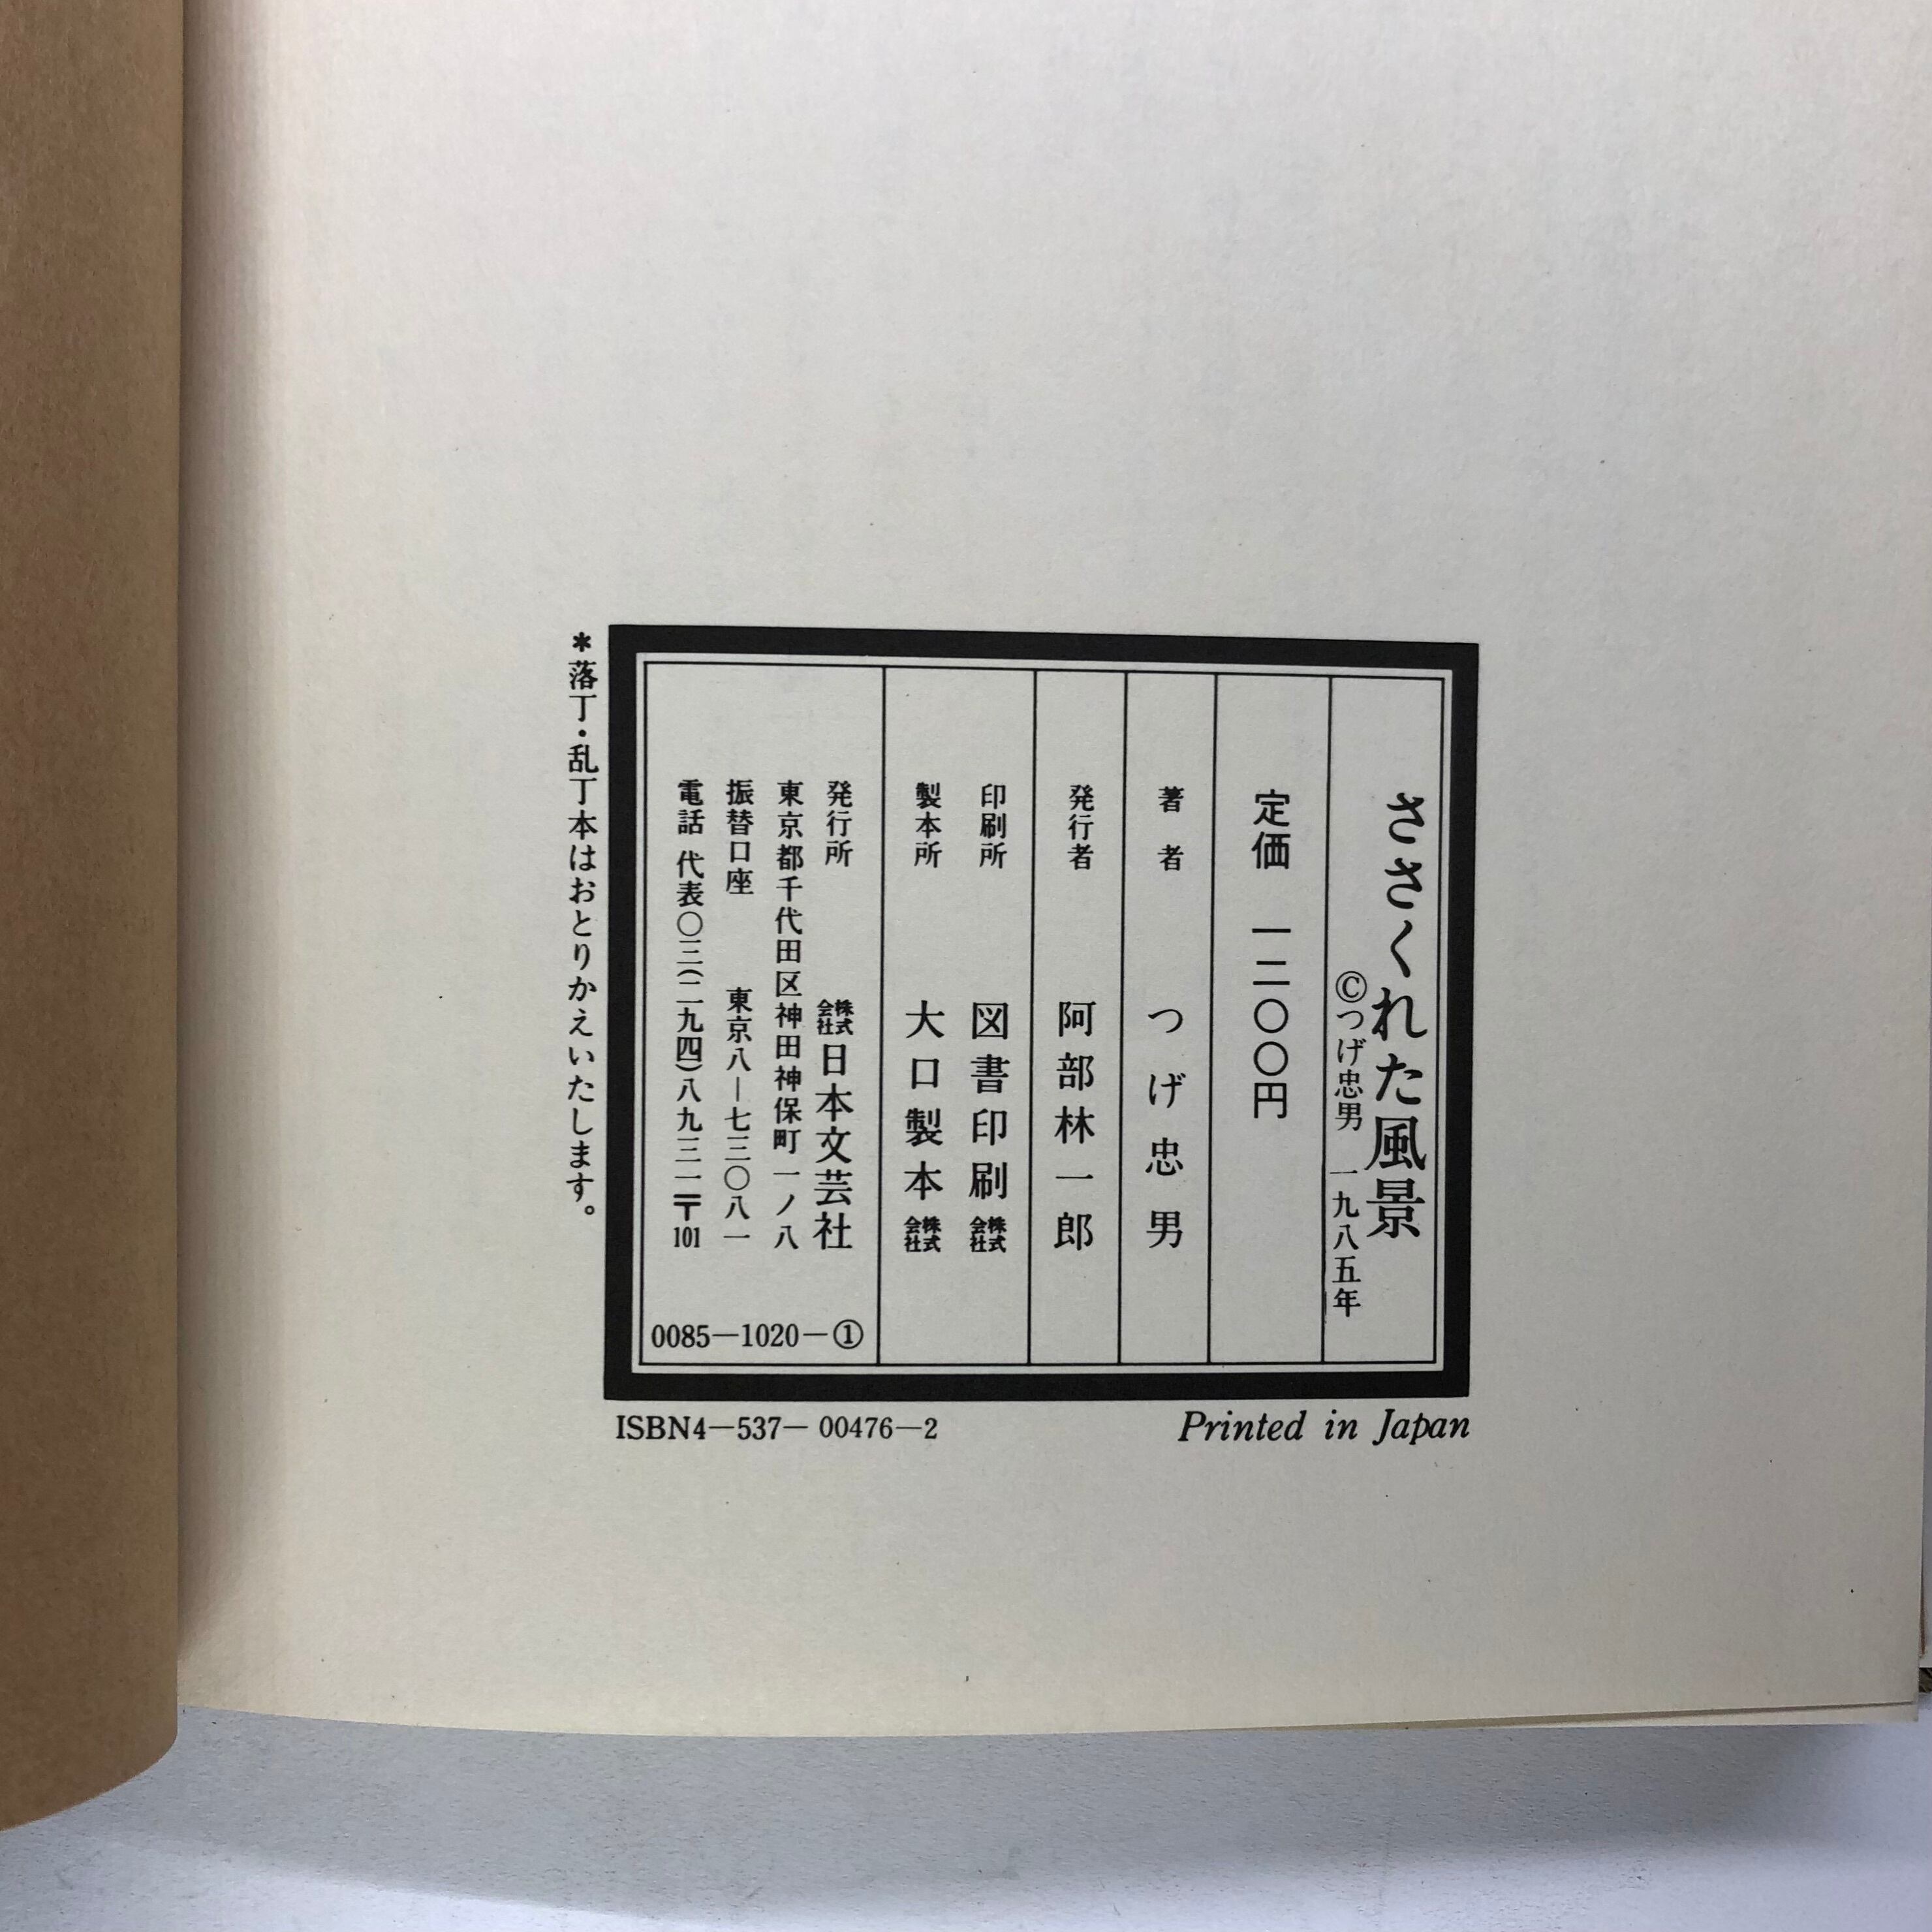 ささくれた風景
©つげ忠男 一九八五年
定価 一二〇〇円
著者 つげ忠男
発行者 阿部林一郎
印刷所 図書印刷株式会社
製本所 大口製本株式会社
発行所 株式会社日本文芸社
東京都千代田区神田神保町一ノ八
振替口座 東京八―七三〇八一
電話 代表〇三(二九四)八九三一〒101
0085―1020―①
*落丁・乱丁本はおとりかえいたします。
ISBN4―537―00476―2
Printed in Japan